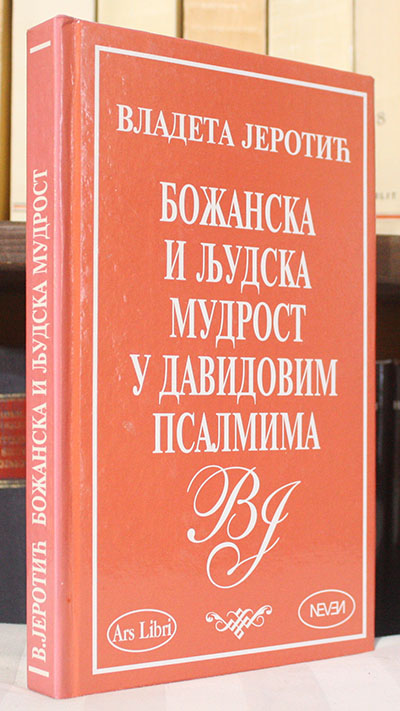 ВЛАДЕТА ЈЕРОТИЋ
БОЖАНСКА
И ЉУДСКА
МУДРОСТ
У ДАВИДОВИМ
ПСАЛМИМА
ВЈ
Ars Libri
NEVEN
В.ЈЕРОТИЋ БОЖАНСКА И ЉУДСКА МУДРОСТ